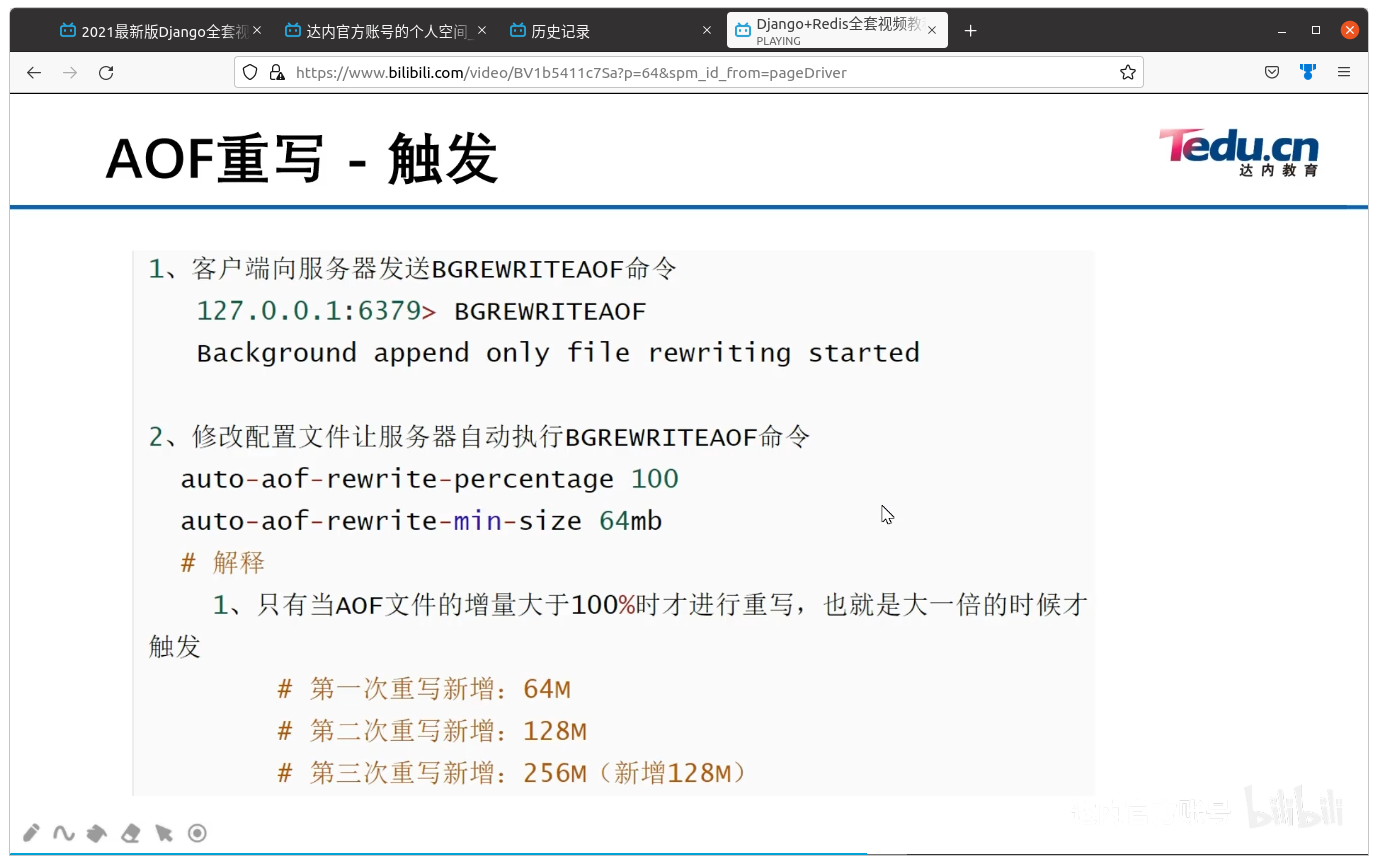 2021最新版Django全套视
达内官方账号的个人空间_
历史记录
Django+Redis全套视频教
PLAYING
https://www.bilibili.com/video/BV1b5411c7Sa?p=64&spm_id_from=pageDriver
AOF重写 - 触发
Tedu.cn
达内教育
1、客户端向服务器发送BGREWRITEAOF命令
127.0.0.1:6379> BGREWRITEAOF
Background append only file rewriting started
2、修改配置文件让服务器自动执行BGREWRITEAOF命令
auto-aof-rewrite-percentage 100
auto-aof-rewrite-min-size 64mb
# 解释
1、只有当AOF文件的增量大于100%时才进行重写，也就是大一倍的时候才
触发
# 第一次重写新增：64M
# 第二次重写新增：128M
# 第三次重写新增：256M（新增128M）
bilibili